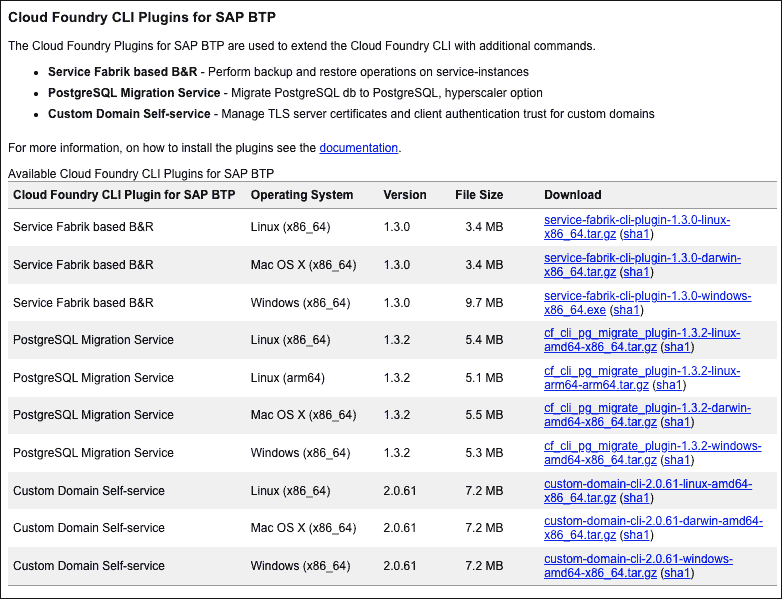 Cloud Foundry CLI Plugins for SAP BTP
The Cloud Foundry Plugins for SAP BTP are used to extend the Cloud Foundry CLI with additional commands.
• Service Fabrik based B&R - Perform backup and restore operations on service-instances
• PostgreSQL Migration Service - Migrate PostgreSQL db to PostgreSQL, hyperscaler option
• Custom Domain Self-service - Manage TLS server certificates and client authentication trust for custom domains
For more information, on how to install the plugins see the documentation.
Available Cloud Foundry CLI Plugins for SAP BTP
Cloud Foundry CLI Plugin for SAP BTP Operating System Version File Size Download
Service Fabrik based B&R Linux (x86_64) 1.3.0 3.4 MB service-fabrik-cli-plugin-1.3.0-linux-
x86_64.tar.gz (sha1)
Service Fabrik based B&R Mac OS X (x86_64) 1.3.0 3.4 MB service-fabrik-cli-plugin-1.3.0-darwin-
x86_64.tar.gz (sha1)
Service Fabrik based B&R Windows (x86_64) 1.3.0 9.7 MB service-fabrik-cli-plugin-1.3.0-windows-
x86_64.exe (sha1)
PostgreSQL Migration Service Linux (x86_64) 1.3.2 5.4 MB cf_cli_pg_migrate_plugin-1.3.2-linux-
amd64-x86_64.tar.gz (sha1)
PostgreSQL Migration Service Linux (arm64) 1.3.2 5.1 MB cf_cli_pg_migrate_plugin-1.3.2-linux-
arm64-arm64.tar.gz (sha1)
PostgreSQL Migration Service Mac OS X (x86_64) 1.3.2 5.5 MB cf_cli_pg_migrate_plugin-1.3.2-darwin-
amd64-x86_64.tar.gz (sha1)
PostgreSQL Migration Service Windows (x86_64) 1.3.2 5.3 MB cf_cli_pg_migrate_plugin-1.3.2-windows-
amd64-x86_64.tar.gz (sha1)
Custom Domain Self-service Linux (x86_64) 2.0.61 7.2 MB custom-domain-cli-2.0.61-linux-amd64-
x86_64.tar.gz (sha1)
Custom Domain Self-service Mac OS X (x86_64) 2.0.61 7.2 MB custom-domain-cli-2.0.61-darwin-amd64-
x86_64.tar.gz (sha1)
Custom Domain Self-service Windows (x86_64) 2.0.61 7.2 MB custom-domain-cli-2.0.61-windows-
amd64-x86_64.tar.gz (sha1)